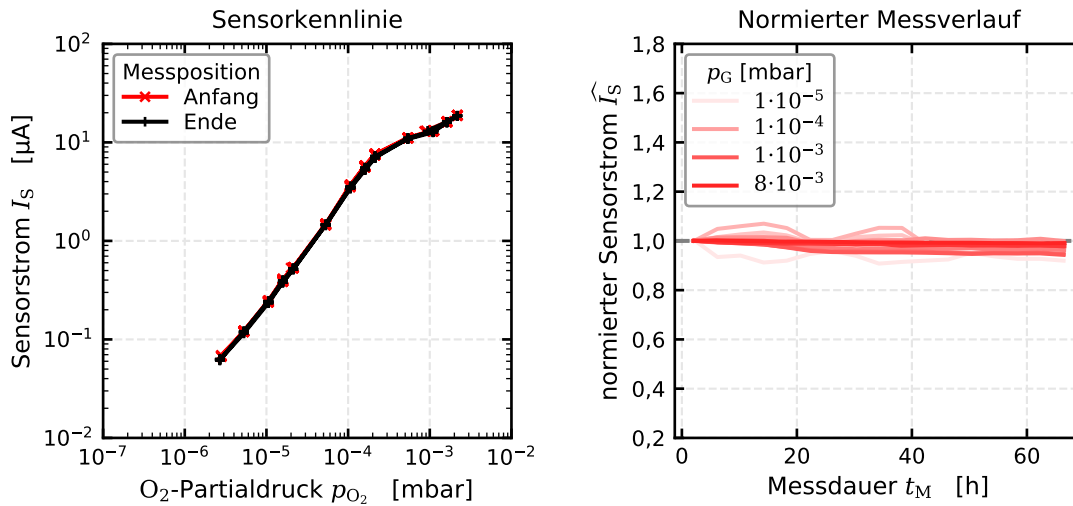 Sensorkennlinie
10²
10¹
10⁰
10⁻¹
10⁻²
Sensorstrom I_S [µA]
Messposition
Anfang
Ende
10⁻⁶ 10⁻⁵ 10⁻⁴ 10⁻³ 10⁻²
10⁻⁷
O₂-Partialdruck p_O₂ [mbar]
Normierter Messverlauf
1,8
1,6
1,4
1,2
1,0
0,8
0,6
0,4
0,2
normierter Sensorstrom Î_S
p_G [mbar]
1·10⁻⁵
1·10⁻⁴
1·10⁻³
8·10⁻³
0 20 40 60
Messdauer t_M [h]